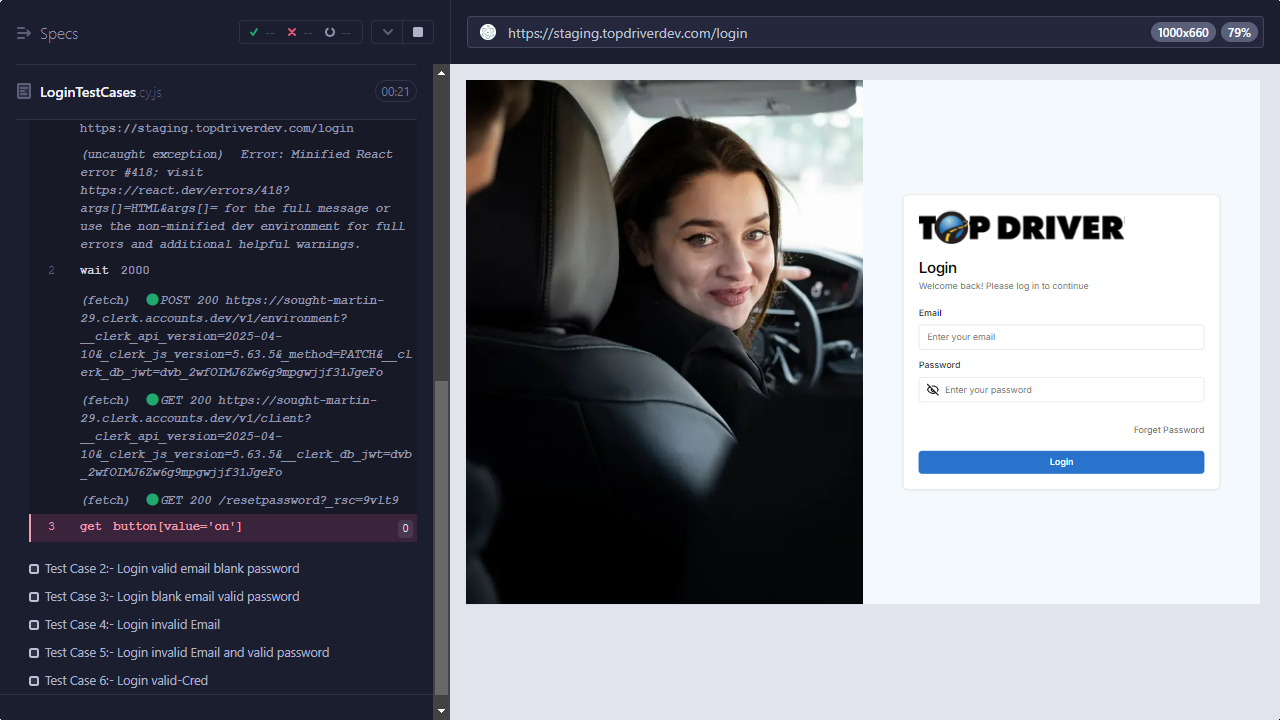 Specs
--
--
--
https://staging.topdriverdev.com/login
1000x660
79%
LoginTestCases.cy.js
00:21
https://staging.topdriverdev.com/login
(uncaught exception) Error: Minified React
error #418; visit
https://react.dev/errors/418?
args[]=HTML&args[]= for the full message or
use the non-minified dev environment for full
errors and additional helpful warnings.
2 wait 2000
(fetch) POST 200 https://sought-martin-
29.clerk.accounts.dev/v1/environment?
__clerk_api_version=2025-04-
10&_clerk_js_version=5.63.5&_method=PATCH&__cl
erk_db_jwt=dvb_2wfOIMJ6Zw6g9mpgwjjf31JgeFo
(fetch) GET 200 https://sought-martin-
29.clerk.accounts.dev/v1/client?
__clerk_api_version=2025-04-
10&_clerk_js_version=5.63.5&__clerk_db_jwt=dvb
_2wfOIMJ6Zw6g9mpgwjjf31JgeFo
(fetch) GET 200 /resetpassword?_rsc=9vlt9
3 get button[value='on'] 0
Test Case 2:- Login valid email blank password
Test Case 3:- Login blank email valid password
Test Case 4:- Login invalid Email
Test Case 5:- Login invalid Email and valid password
Test Case 6:- Login valid-Cred
TOP DRIVER
Login
Welcome back! Please log in to continue
Email
Enter your email
Password
Enter your password
Forget Password
Login